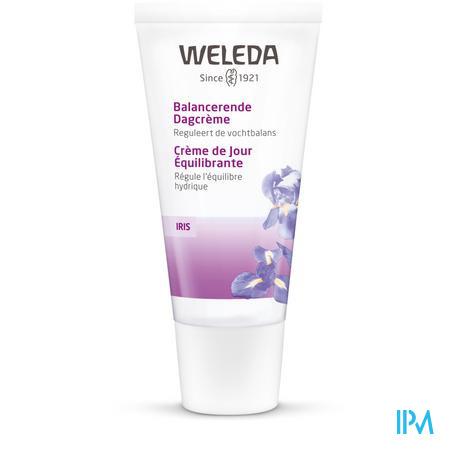 WELEDA
Since 1921
Balancerende
Dagcrème
Reguleert de vochtbalans
Crème de Jour
Équilibrante
Régule l'équilibre
hydrique
IRIS
IPM